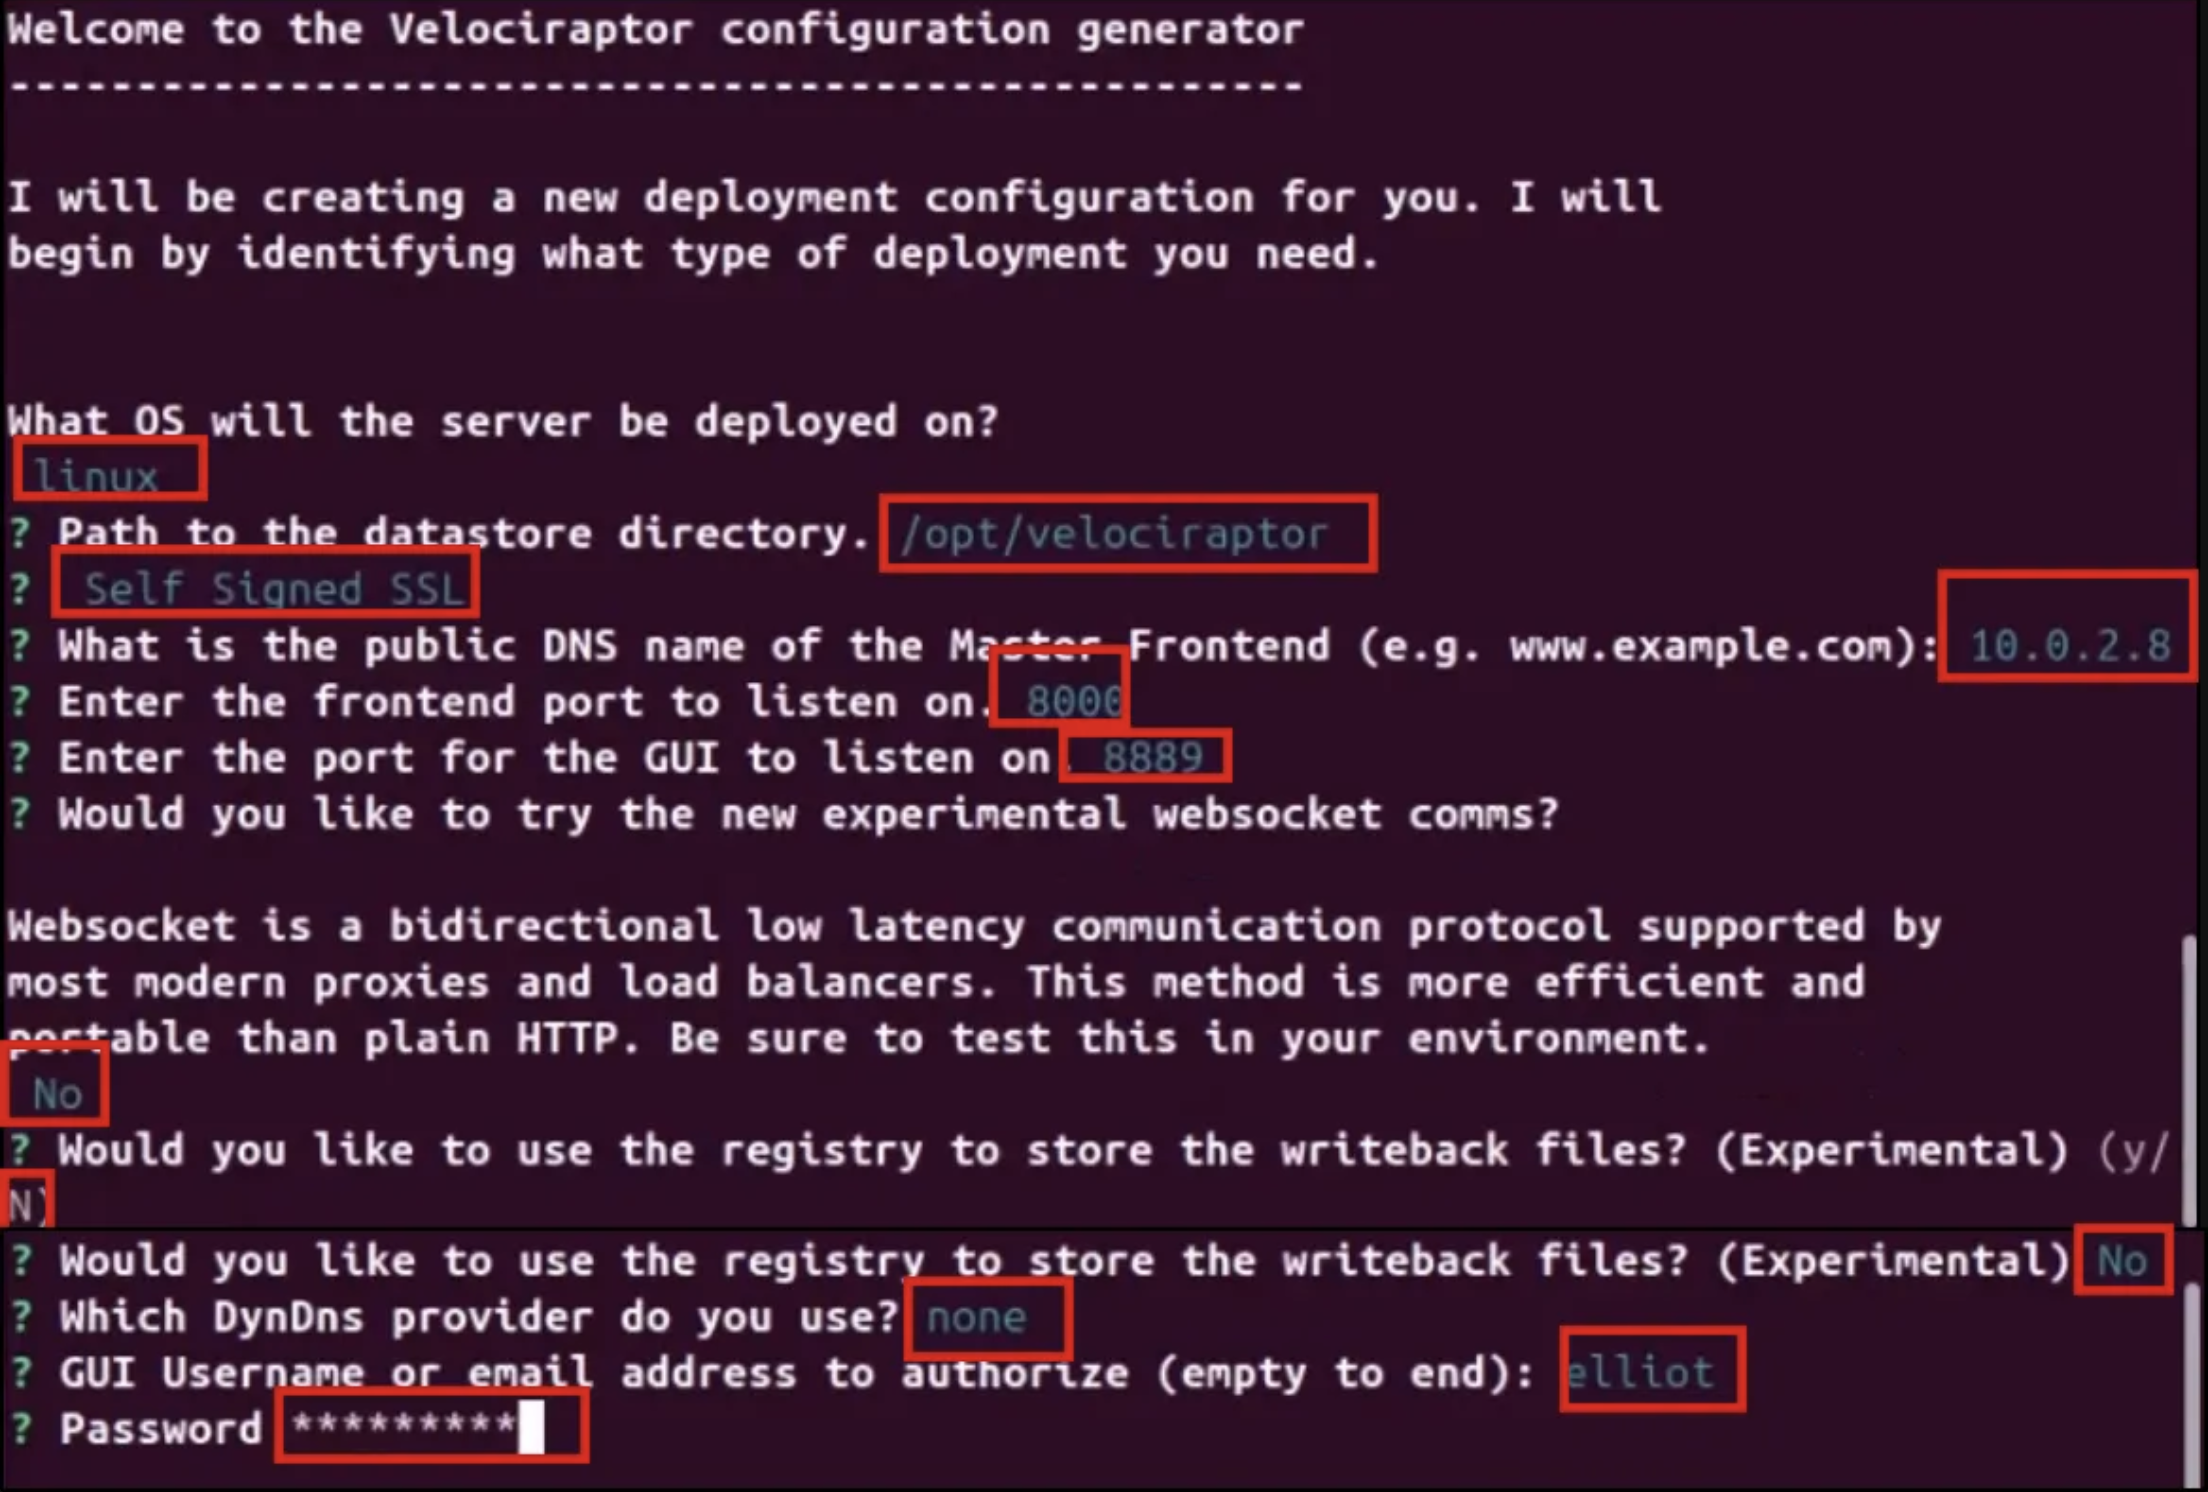 Welcome to the Velociraptor configuration generator
---------------------------------------------------
I will be creating a new deployment configuration for you. I will
begin by identifying what type of deployment you need.
What OS will the server be deployed on?
linux
? Path to the datastore directory. /opt/velociraptor
? Self Signed SSL
? What is the public DNS name of the Master Frontend (e.g. www.example.com): 10.0.2.8
? Enter the frontend port to listen on. 8000
? Enter the port for the GUI to listen on. 8889
? Would you like to try the new experimental websocket comms?
Websocket is a bidirectional low latency communication protocol supported by
most modern proxies and load balancers. This method is more efficient and
portable than plain HTTP. Be sure to test this in your environment.
No
? Would you like to use the registry to store the writeback files? (Experimental) (y/
N)
? Would you like to use the registry to store the writeback files? (Experimental) No
? Which DynDns provider do you use? none
? GUI Username or email address to authorize (empty to end): elliot
? Password *********